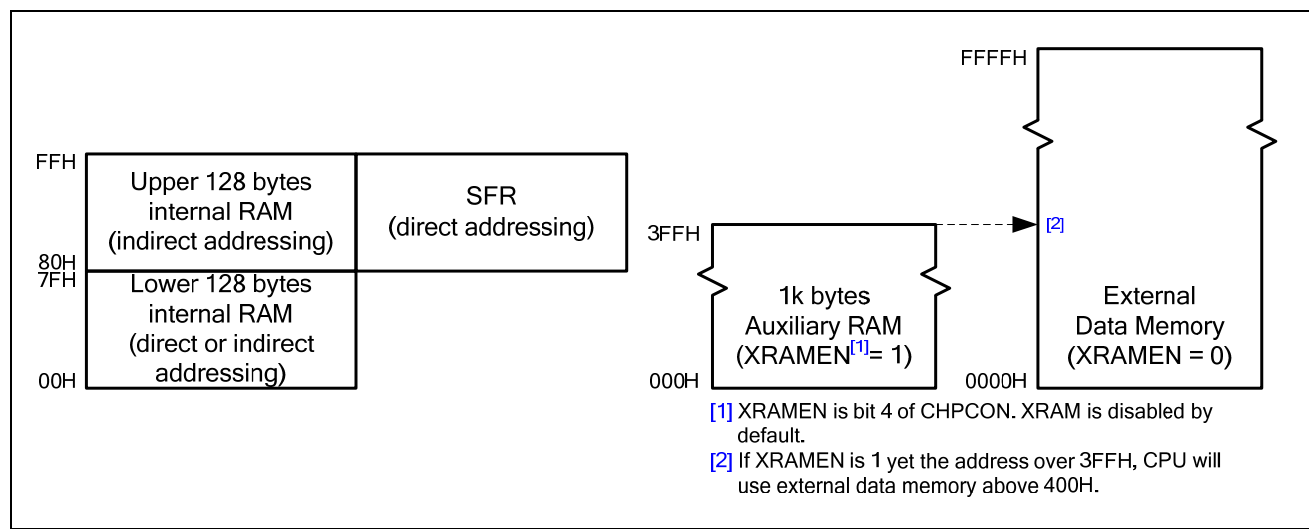 FFH
Upper 128 bytes
internal RAM
(indirect addressing)
SFR
(direct addressing)
80H
7FH
Lower 128 bytes
internal RAM
(direct or indirect
addressing)
00H
3FFH
1k bytes
Auxiliary RAM
(XRAMEN[1]= 1)
000H
FFFFH
[2]
External
Data Memory
(XRAMEN = 0)
0000H
[1] XRAMEN is bit 4 of CHPCON. XRAM is disabled by
default.
[2] If XRAMEN is 1 yet the address over 3FFH, CPU will
use external data memory above 400H.